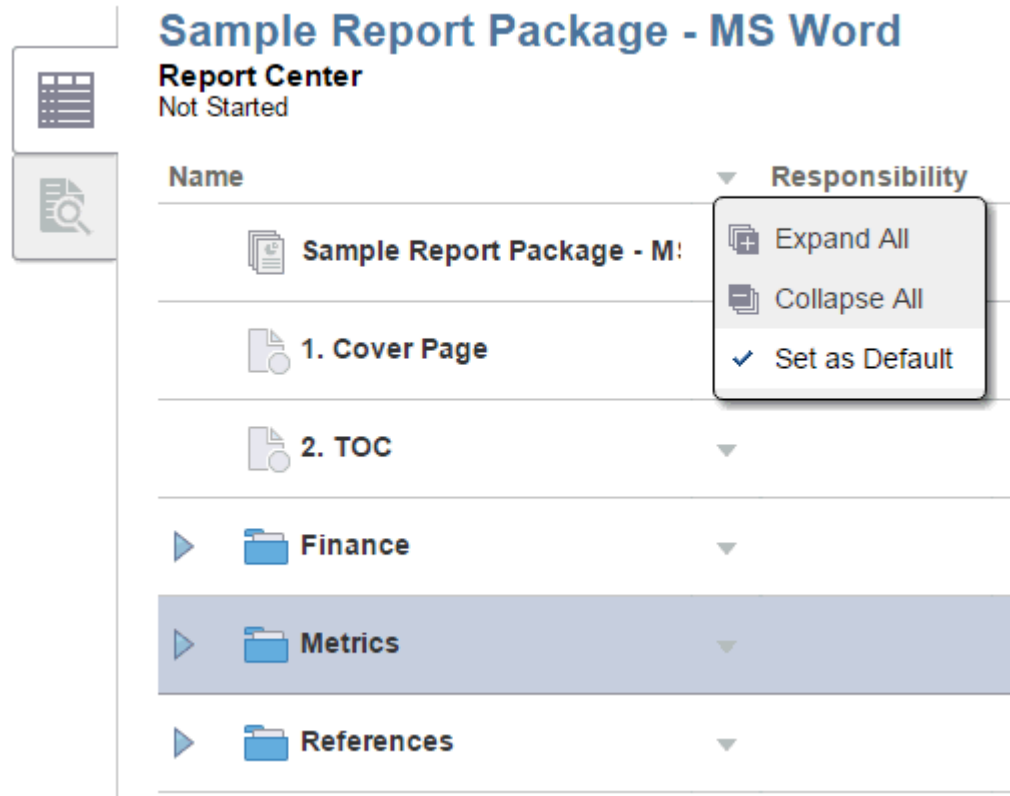 Sample Report Package - MS Word
Report Center
Not Started
Name Responsibility
Expand All
Sample Report Package - M
Collapse All
1. Cover Page
Set as Default
2. TOC
Finance
Metrics
References